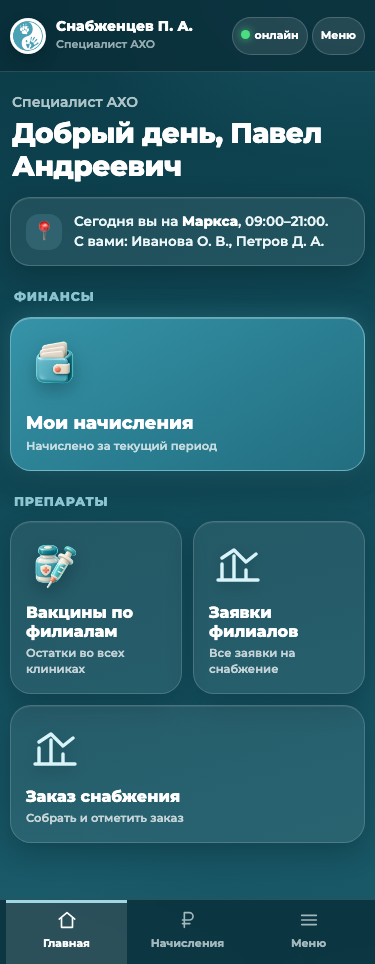 Снабженцев П. А.
Специалист АХО
онлайн
Меню
Специалист АХО
Добрый день, Павел
Андреевич
Сегодня вы на Маркса, 09:00–21:00.
С вами: Иванова О. В., Петров Д. А.
ФИНАНСЫ
Мои начисления
Начислено за текущий период
ПРЕПАРАТЫ
Вакцины по
филиалам
Остатки во всех
клиниках
Заявки
филиалов
Все заявки на
снабжение
Заказ снабжения
Собрать и отметить заказ
Главная
Начисления
Меню